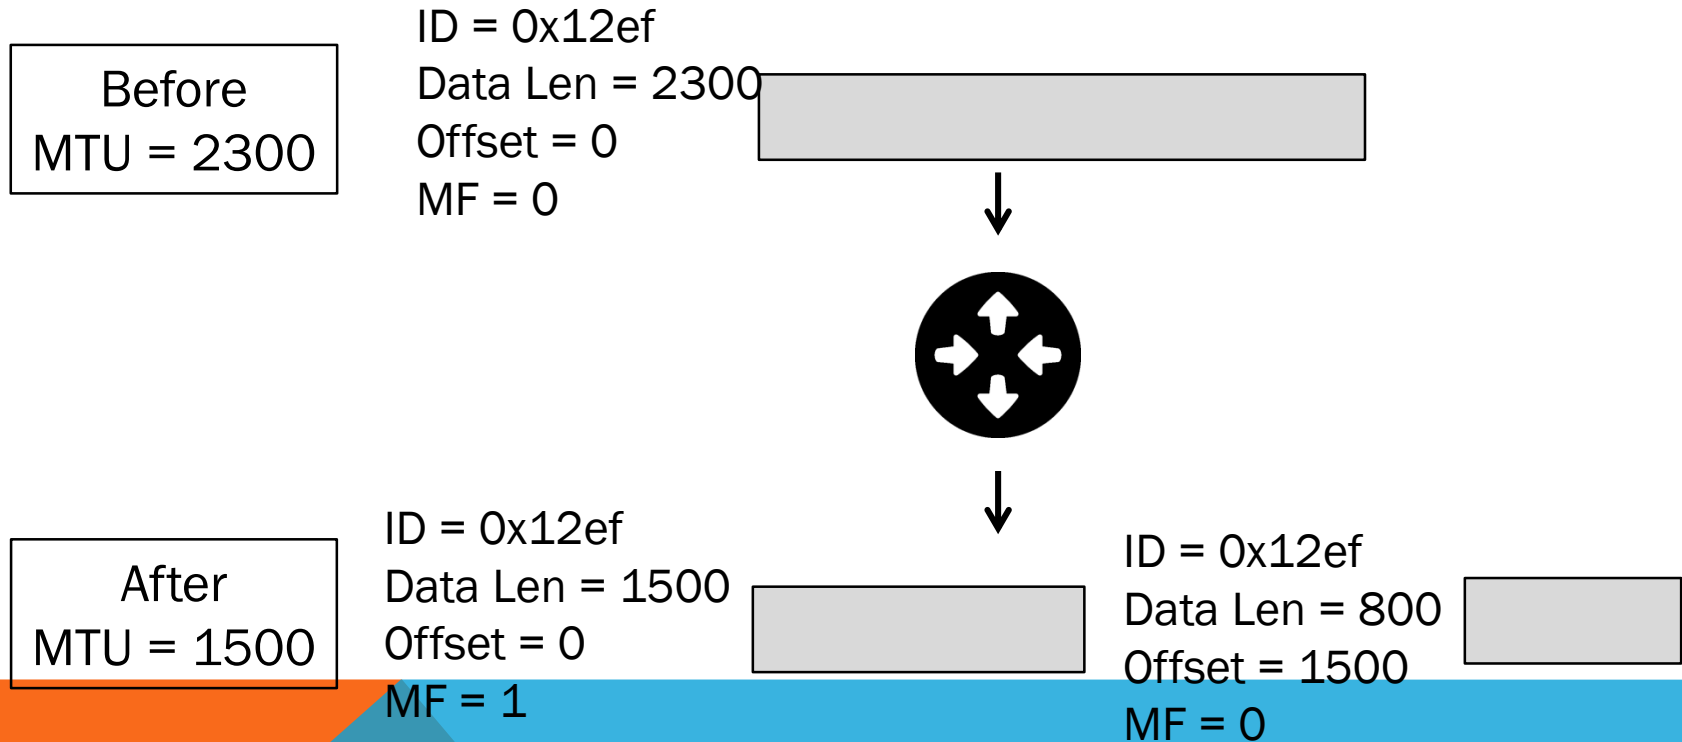 Before
MTU = 2300
ID = 0x12ef
Data Len = 2300
Offset = 0
MF = 0
After
MTU = 1500
ID = 0x12ef
Data Len = 1500
Offset = 0
MF = 1
ID = 0x12ef
Data Len = 800
Offset = 1500
MF = 0